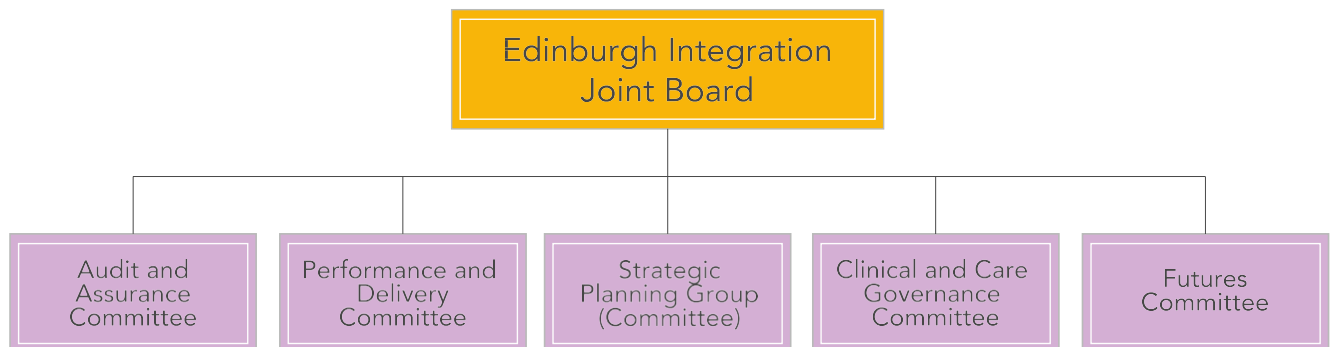 Edinburgh Integration
Joint Board
Audit and
Assurance
Committee
Performance and
Delivery
Committee
Strategic
Planning Group
(Committee)
Clinical and Care
Governance
Committee
Futures
Committee